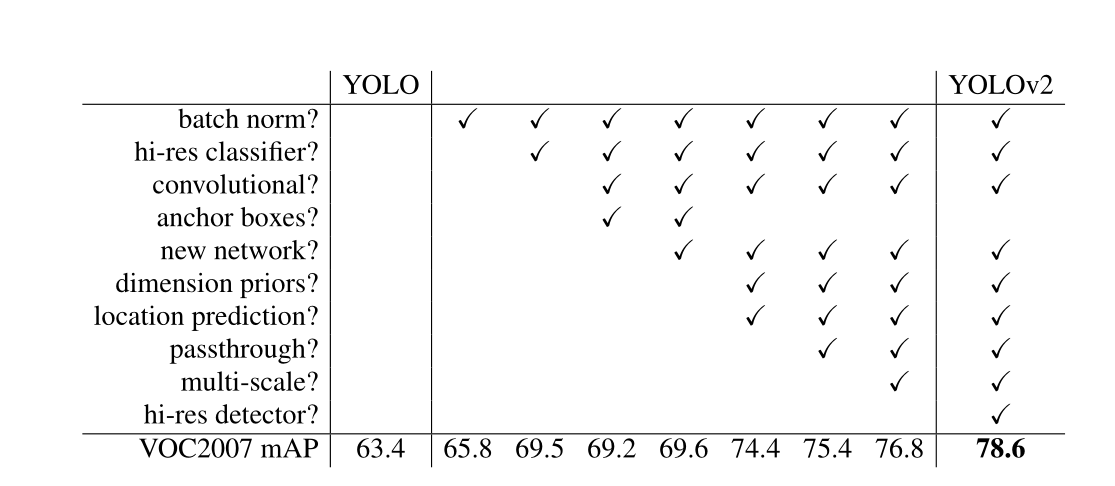 YOLO YOLOv2
batch norm? ✓ ✓ ✓ ✓ ✓ ✓ ✓ ✓
hi-res classifier? ✓ ✓ ✓ ✓ ✓ ✓ ✓
convolutional? ✓ ✓ ✓ ✓ ✓ ✓
anchor boxes? ✓ ✓
new network? ✓ ✓ ✓ ✓ ✓
dimension priors? ✓ ✓ ✓ ✓
location prediction? ✓ ✓ ✓ ✓
passthrough? ✓ ✓ ✓
multi-scale? ✓ ✓
hi-res detector? ✓
VOC2007 mAP 63.4 65.8 69.5 69.2 69.6 74.4 75.4 76.8 78.6